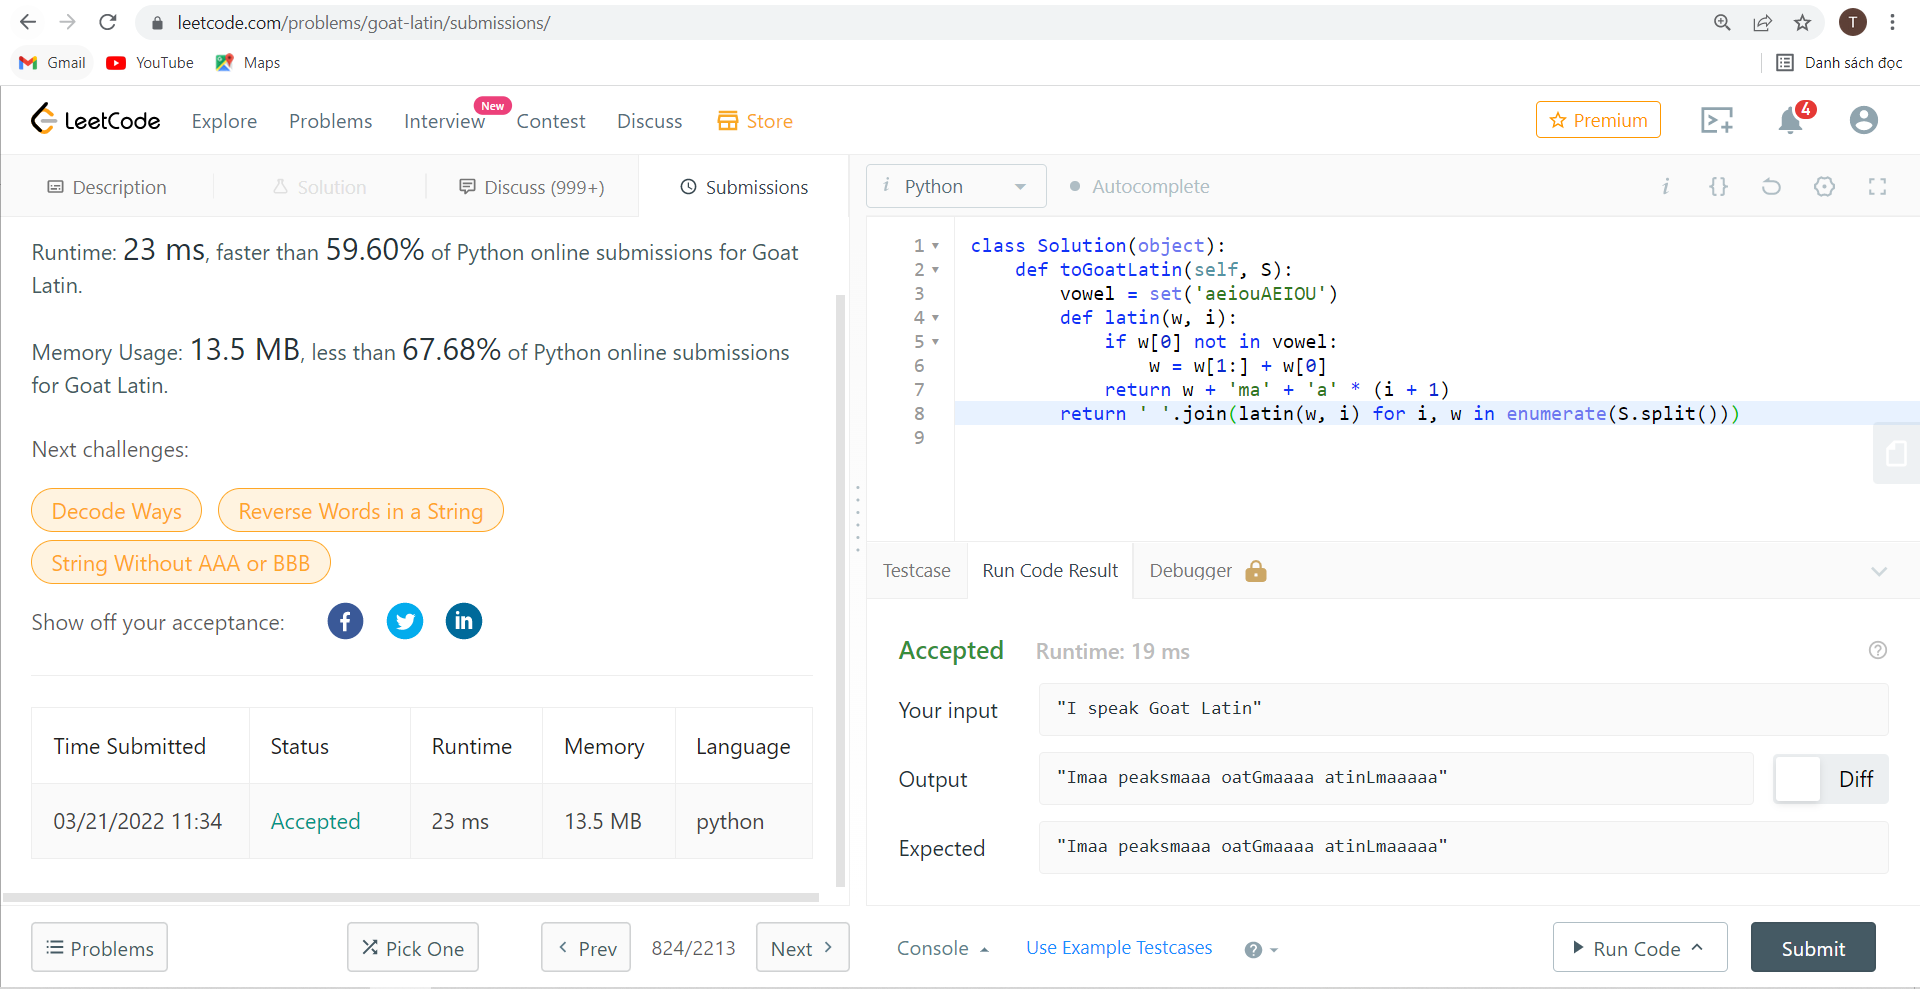 leetcode.com/problems/goat-latin/submissions/
T
Gmail
YouTube
Maps
Danh sách đọc
LeetCode
Explore
Problems
Interview
New
Contest
Discuss
Store
Premium
4
Description
Solution
Discuss (999+)
Submissions
Runtime: 23 ms, faster than 59.60% of Python online submissions for Goat
Latin.
Memory Usage: 13.5 MB, less than 67.68% of Python online submissions
for Goat Latin.
Next challenges:
Decode Ways
Reverse Words in a String
String Without AAA or BBB
Show off your acceptance:
Time Submitted Status Runtime Memory Language
03/21/2022 11:34 Accepted 23 ms 13.5 MB python
Problems
Pick One
Prev
824/2213
Next
i Python
Autocomplete
i {}
1 class Solution(object):
2     def toGoatLatin(self, S):
3         vowel = set('aeiouAEIOU')
4         def latin(w, i):
5             if w[0] not in vowel:
6                 w = w[1:] + w[0]
7             return w + 'ma' + 'a' * (i + 1)
8         return ' '.join(latin(w, i) for i, w in enumerate(S.split()))
9
Testcase
Run Code Result
Debugger
Accepted Runtime: 19 ms
?
Your input "I speak Goat Latin"
Output "Imaa peaksmaaa oatGmaaaa atinLmaaaaa"
Diff
Expected "Imaa peaksmaaa oatGmaaaa atinLmaaaaa"
Console
Use Example Testcases
?
Run Code
Submit